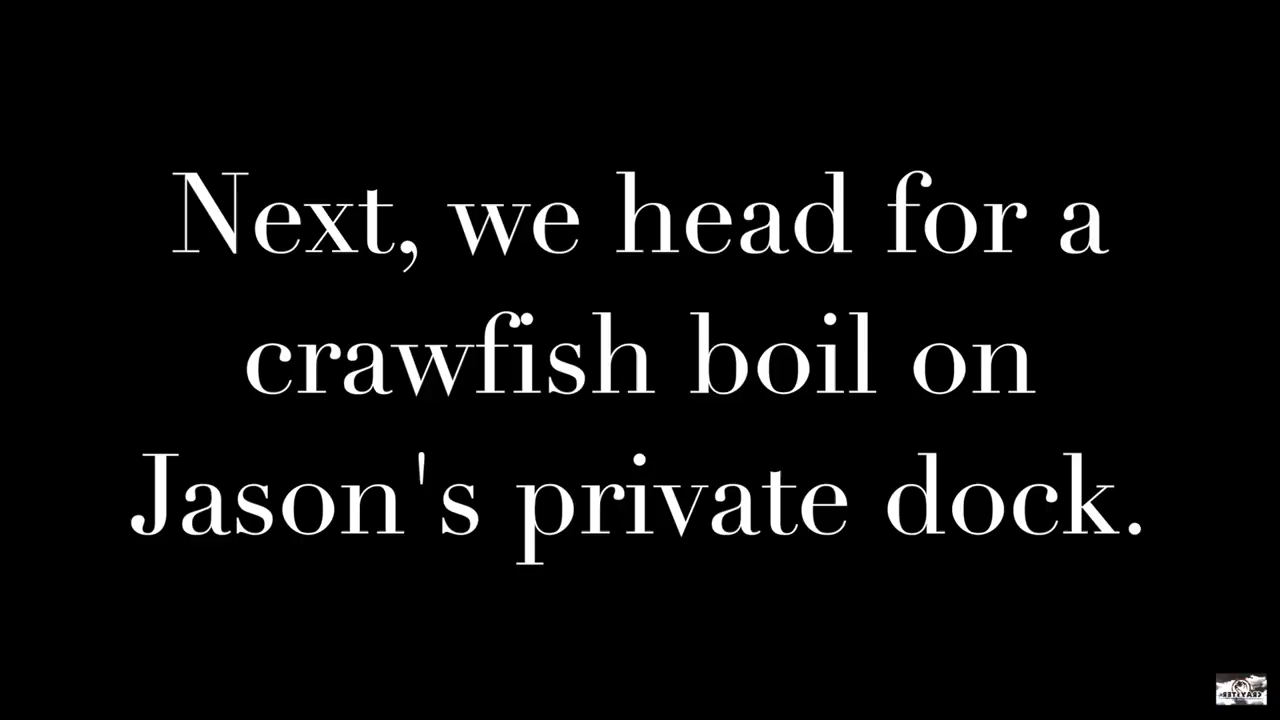 Next, we head for a
crawfish boil on
Jason's private dock.